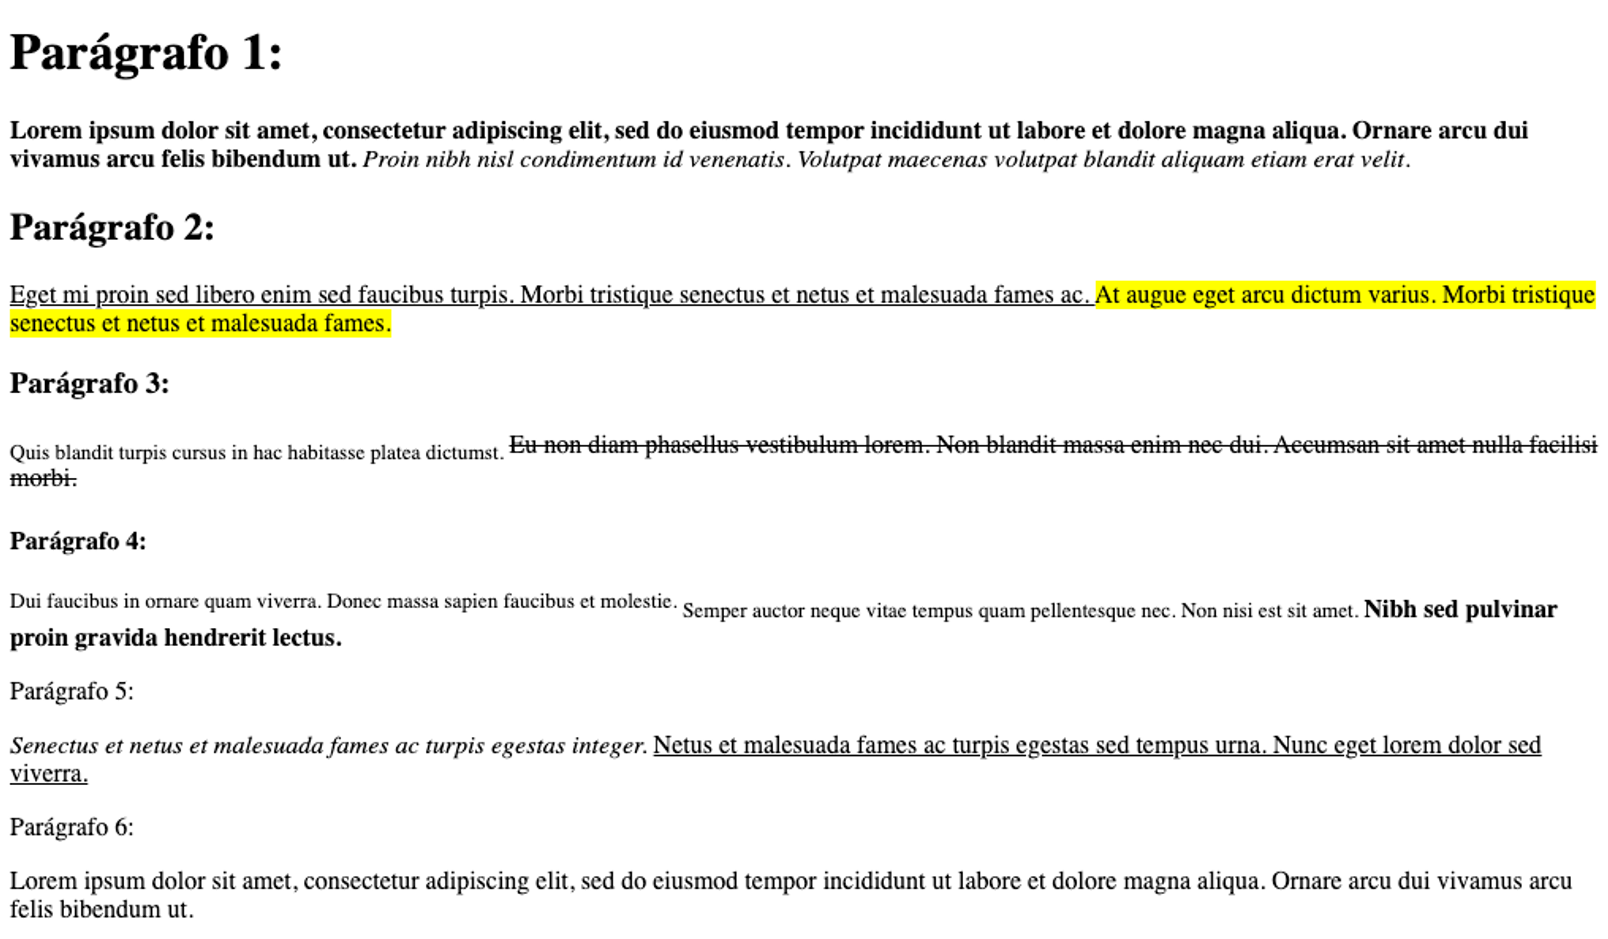 Parágrafo 1:
Lorem ipsum dolor sit amet, consectetur adipiscing elit, sed do eiusmod tempor incididunt ut labore et dolore magna aliqua. Ornare arcu dui
vivamus arcu felis bibendum ut. Proin nibh nisl condimentum id venenatis. Volutpat maecenas volutpat blandit aliquam etiam erat velit.
Parágrafo 2:
Eget mi proin sed libero enim sed faucibus turpis. Morbi tristique senectus et netus et malesuada fames ac. At augue eget arcu dictum varius. Morbi tristique
senectus et netus et malesuada fames.
Parágrafo 3:
Quis blandit turpis cursus in hac habitasse platea dictumst. Eu non diam phasellus vestibulum lorem. Non blandit massa enim nec dui. Accumsan sit amet nulla facilisi
morbi.
Parágrafo 4:
Dui faucibus in ornare quam viverra. Donec massa sapien faucibus et molestie. Semper auctor neque vitae tempus quam pellentesque nec. Non nisi est sit amet. Nibh sed pulvinar
proin gravida hendrerit lectus.
Parágrafo 5:
Senectus et netus et malesuada fames ac turpis egestas integer. Netus et malesuada fames ac turpis egestas sed tempus urna. Nunc eget lorem dolor sed
viverra.
Parágrafo 6:
Lorem ipsum dolor sit amet, consectetur adipiscing elit, sed do eiusmod tempor incididunt ut labore et dolore magna aliqua. Ornare arcu dui vivamus arcu
felis bibendum ut.